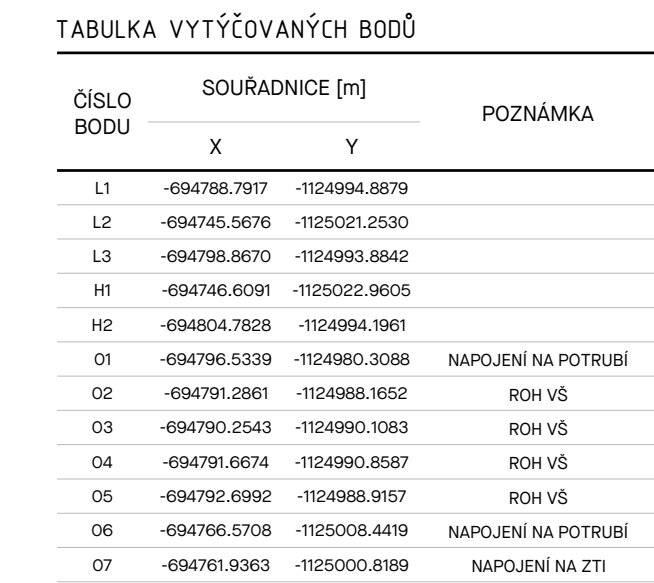 TABULKA VYTÝČOVANÝCH BODŮ
ČÍSLO BODU SOUŘADNICE [m] POZNÁMKA
X Y
L1 -694788.7917 -1124994.8879
L2 -694745.5676 -1125021.2530
L3 -694798.8670 -1124993.8842
H1 -694746.6091 -1125022.9605
H2 -694804.7828 -1124994.1961
O1 -694796.5339 -1124980.3088 NAPOJENÍ NA POTRUBÍ
O2 -694791.2861 -1124988.1652 ROH VŠ
O3 -694790.2543 -1124990.1083 ROH VŠ
O4 -694791.6674 -1124990.8587 ROH VŠ
O5 -694792.6992 -1124988.9157 ROH VŠ
O6 -694766.5708 -1125008.4419 NAPOJENÍ NA POTRUBÍ
O7 -694761.9363 -1125000.8189 NAPOJENÍ NA ZTI